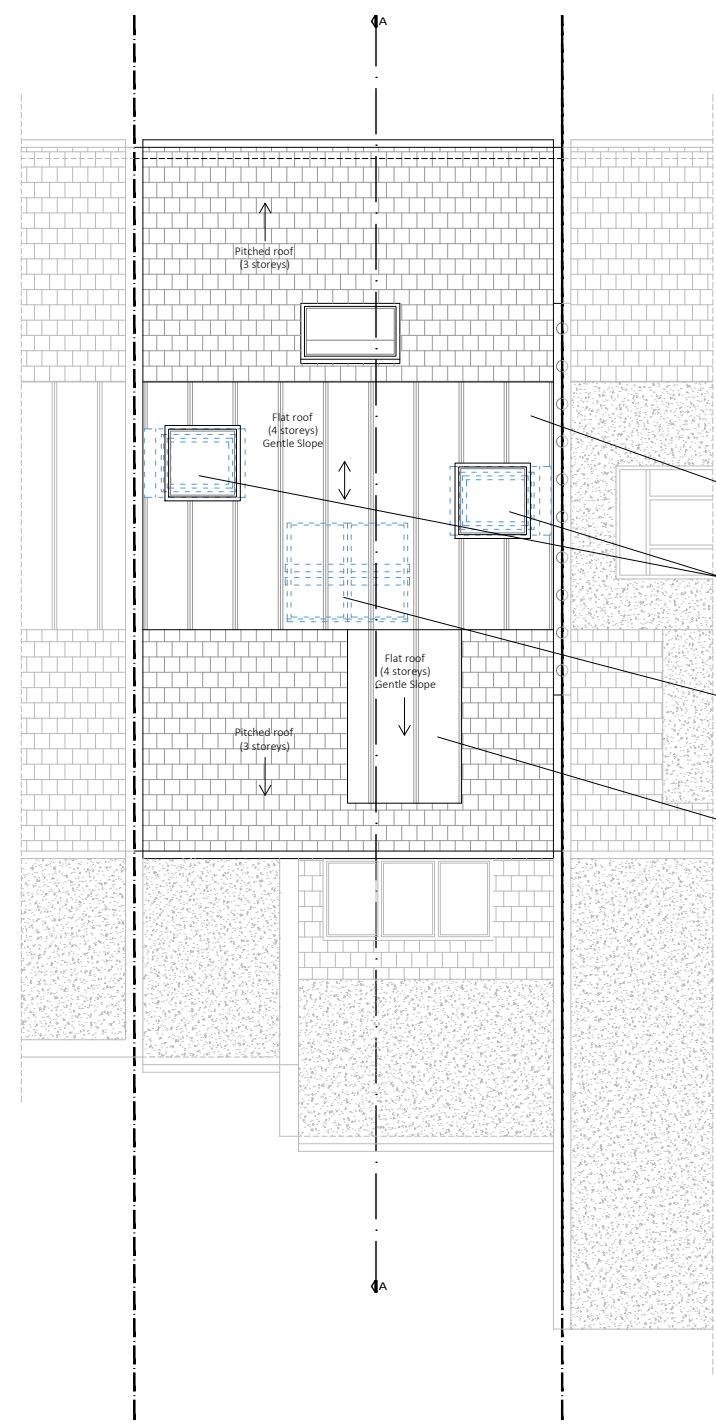 A
Pitched roof
(3 storeys)
Flat roof
(4 storeys)
Gentle Slope
Flat roof
(4 storeys)
Gentle Slope
Pitched roof
(3 storeys)
A